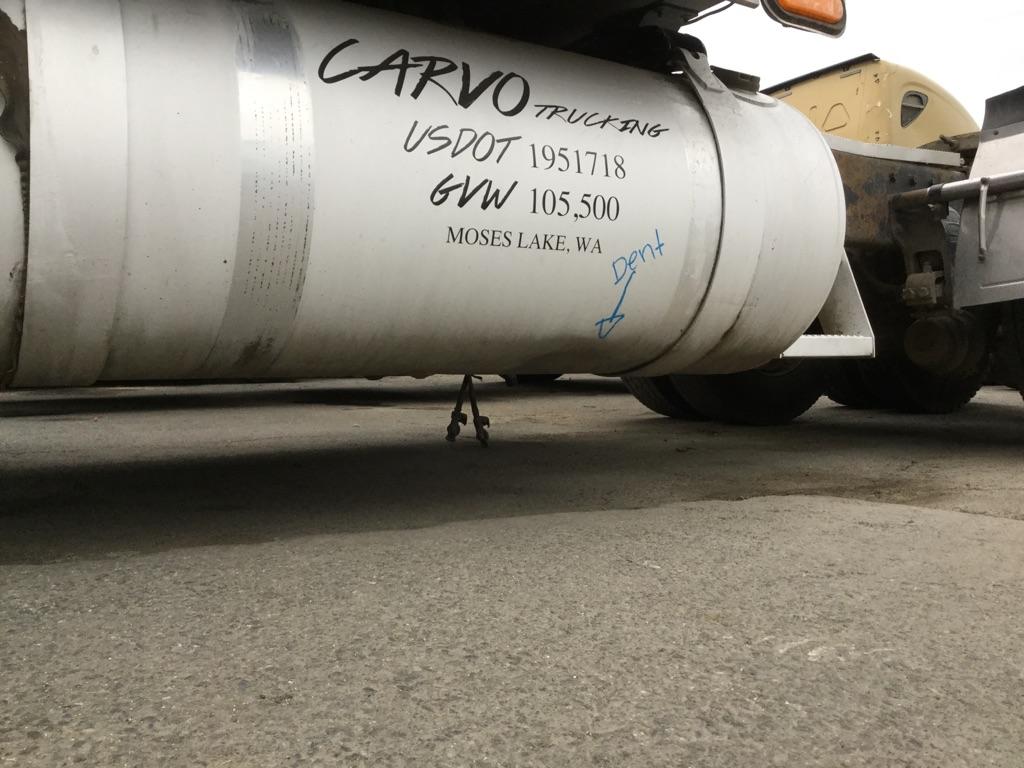 CARVO TRUCKING
USDOT 1951718
GVW 105,500
MOSES LAKE, WA
Dent